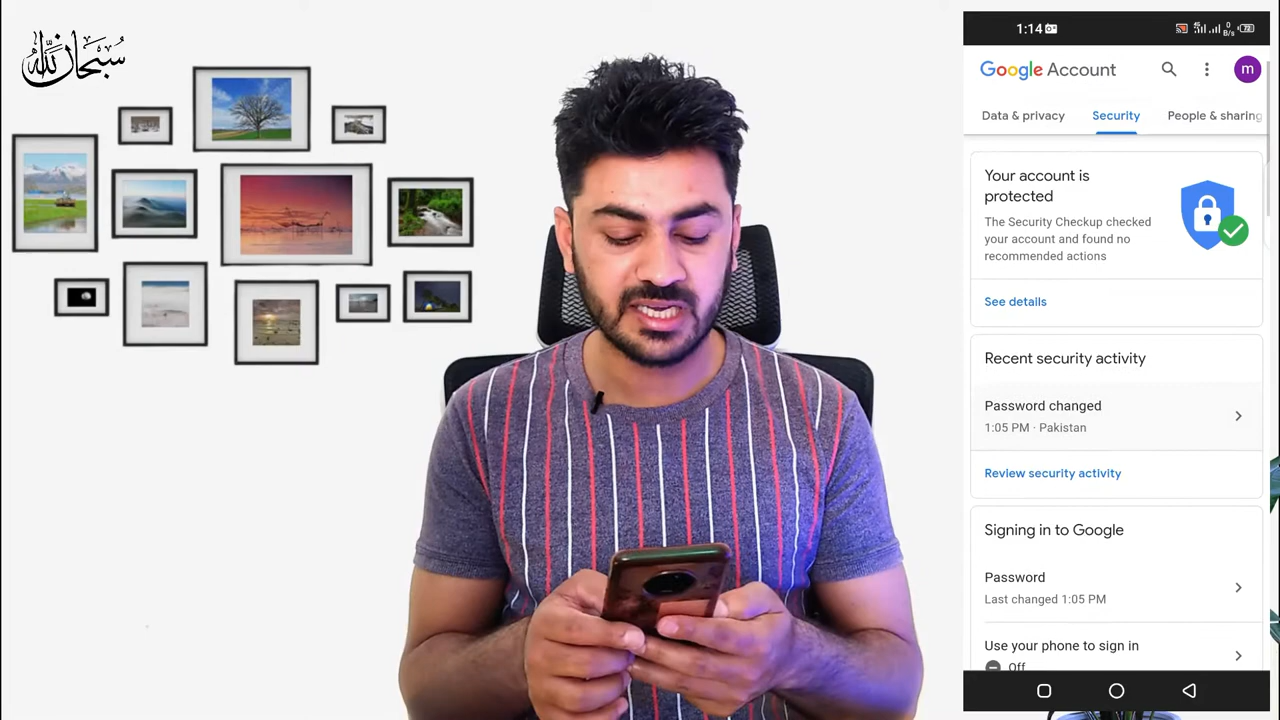 سُبْحَانَ اللَّه
1:14
Google Account
m
Data & privacy Security People & sharing
Your account is
protected
The Security Checkup checked
your account and found no
recommended actions
See details
Recent security activity
Password changed
1:05 PM · Pakistan
Review security activity
Signing in to Google
Password
Last changed 1:05 PM
Use your phone to sign in
Off